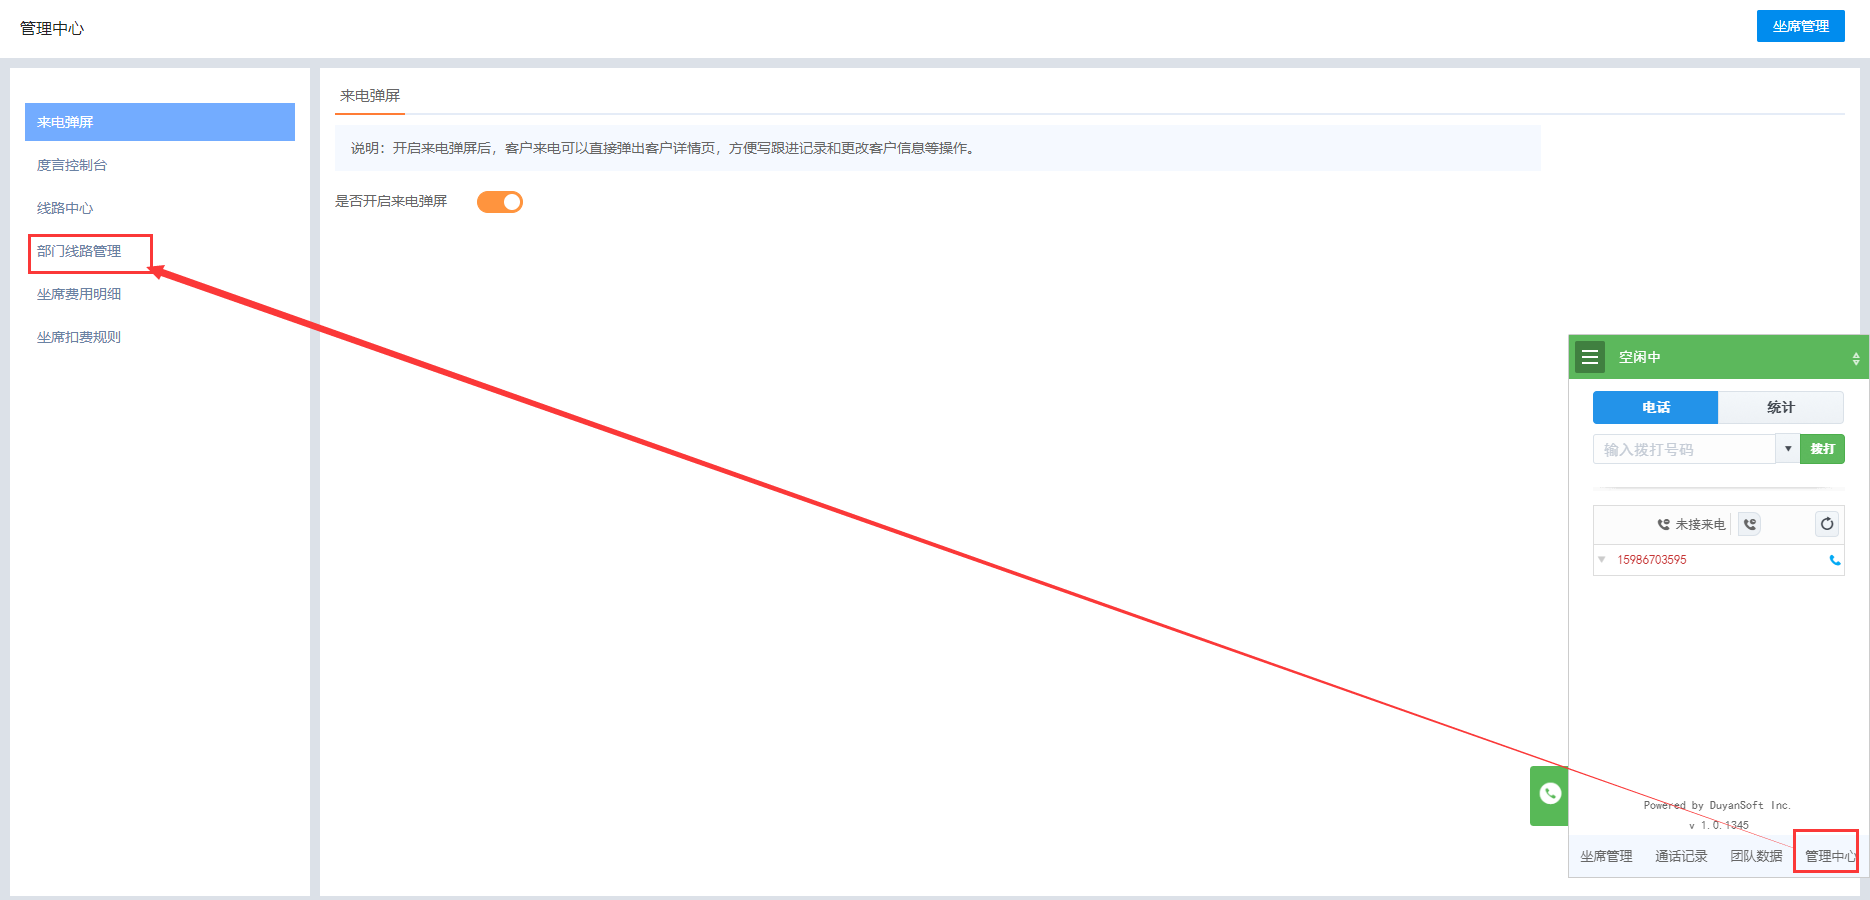 管理中心
坐席管理
来电弹屏
度言控制台
线路中心
部门线路管理
坐席费用明细
坐席扣费规则
来电弹屏
说明：开启来电弹屏后，客户来电可以直接弹出客户详情页，方便写跟进记录和更改客户信息等操作。
是否开启来电弹屏
空闲中
电话
统计
输入拨打号码
拨打
未接来电
15986703595
Powered by DuyanSoft Inc.
v 1.0.1345
坐席管理
通话记录
团队数据
管理中心